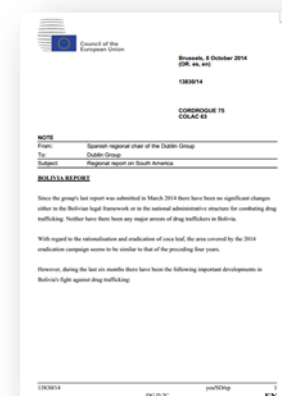 Council of the
European Union
Brussels, 8 October 2014
(OR. es, en)
13830/14
CORDROGUE 75
COLAC 63
NOTE
From: Spanish regional chair of the Dublin Group
To: Dublin Group
Subject: Regional report on South America
BOLIVIA REPORT
Since the group's last report was submitted in March 2014 there have been no significant changes
either in the Bolivian legal framework or in the national administrative structure for combating drug
trafficking. Neither have there been any major arrests of drug traffickers in Bolivia.
With regard to the rationalisation and eradication of coca leaf, the area covered by the 2014
eradication campaign seems to be similar to that of the preceding four years.
However, during the last six months there have been the following important developments in
Bolivia's fight against drug trafficking:
13830/14 1
EN